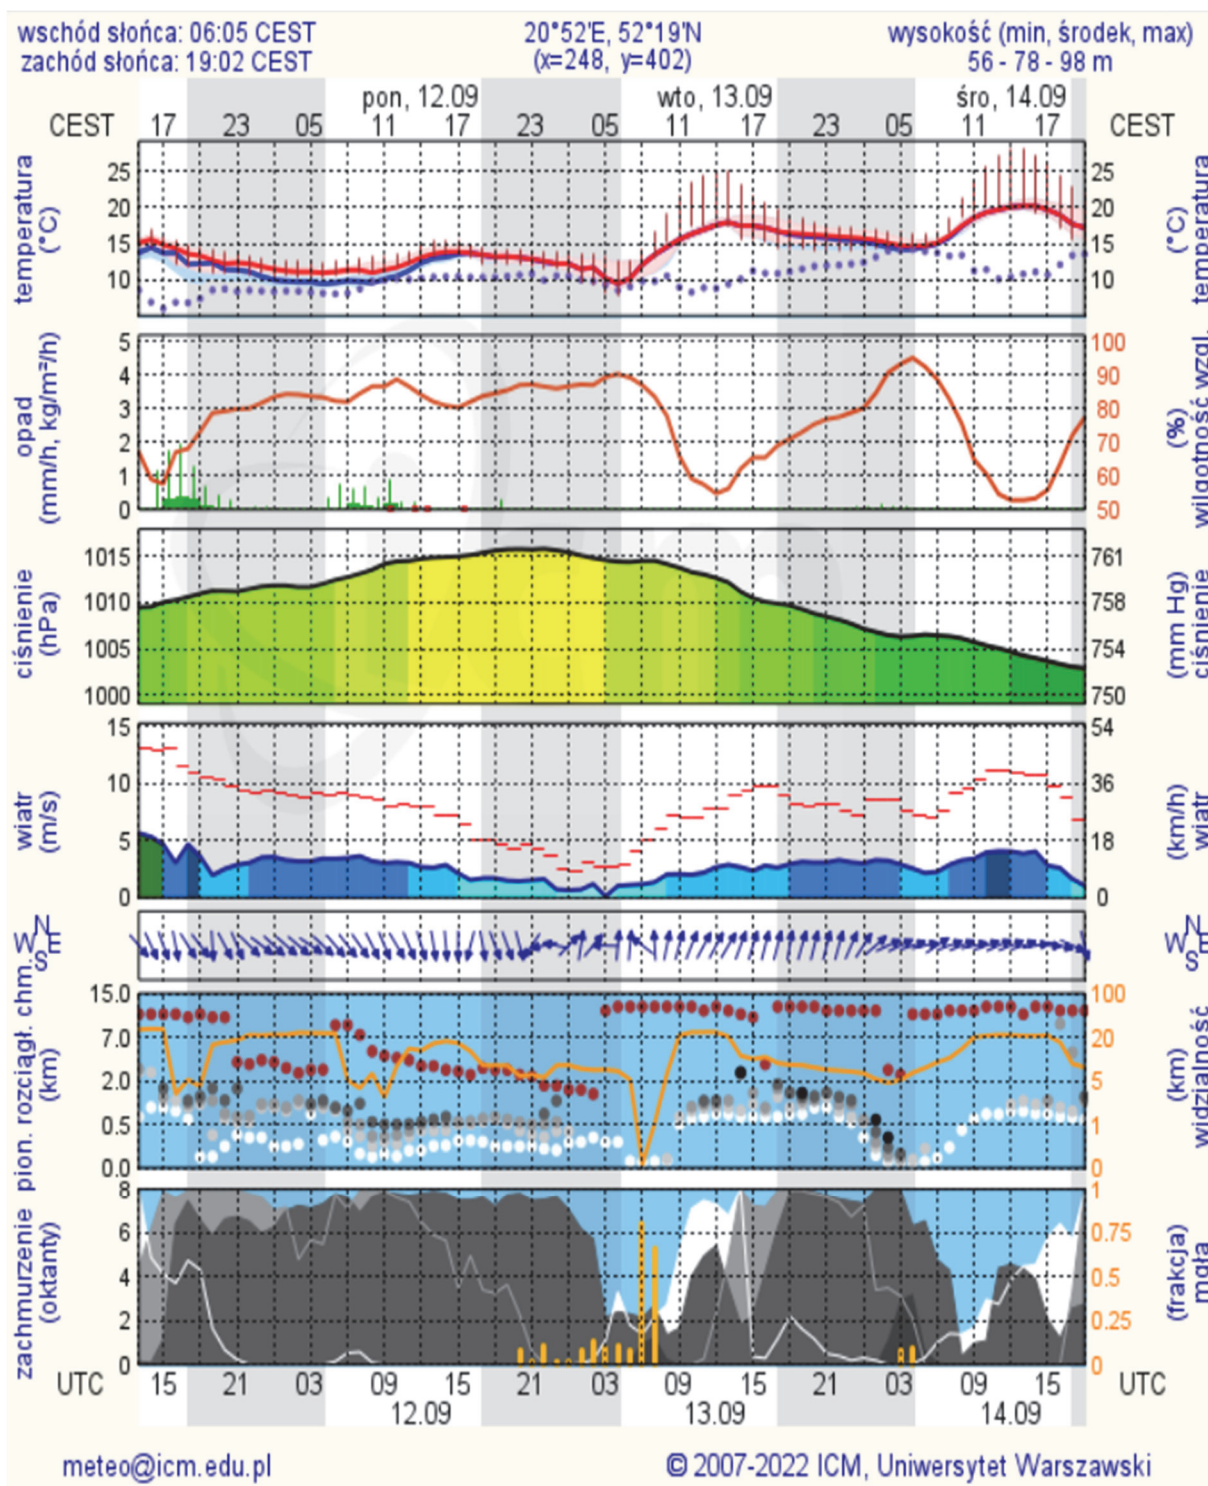 wschód słońca: 06:05 CEST 20°52'E, 52°19'N wysokość (min, środek, max)
zachód słońca: 19:02 CEST (x=248, y=402) 56 - 78 - 98 m
pon, 12.09 wto, 13.09 śro, 14.09
CEST 17 23 05 11 17 23 05 11 17 23 05 11 17 CEST
temperatura
(°C)
25
20
15
10
25
20
15
10
(°C)
temperatura
opad
(mm/h, kg/m²/h)
5
4
3
2
1
0
100
90
80
70
60
50
(%)
wilgotność wzgl.
ciśnienie
(hPa)
1015
1010
1005
1000
761
758
754
750
(mm Hg)
ciśnienie
wiatr
(m/s)
15
10
5
0
54
36
18
0
(km/h)
wiatr
N
W E
S
N
W E
S
pion. rozciągł. chm.
(km)
15.0
7.0
2.0
0.5
0.0
100
20
5
1
0
(km)
widzialność
zachmurzenie
(oktanty)
8
6
4
2
0
1
0.75
0.5
0.25
0
(frakcja)
mgła
UTC 15 21 03 09 15 21 03 09 15 21 03 09 15 UTC
12.09 13.09 14.09
meteo@icm.edu.pl © 2007-2022 ICM, Uniwersytet Warszawski